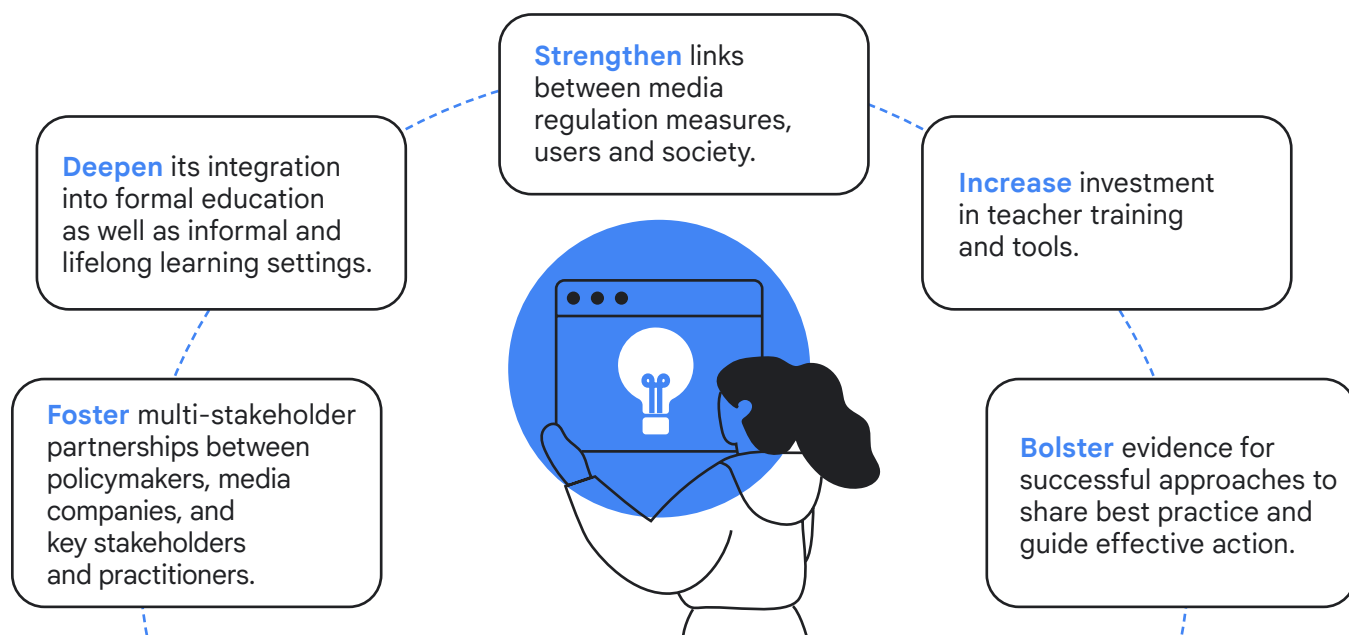 Strengthen links
between media
regulation measures,
users and society.
Deepen its integration
into formal education
as well as informal and
lifelong learning settings.
Increase investment
in teacher training
and tools.
Foster multi-stakeholder
partnerships between
policymakers, media
companies, and
key stakeholders
and practitioners.
Bolster evidence for
successful approaches to
share best practice and
guide effective action.